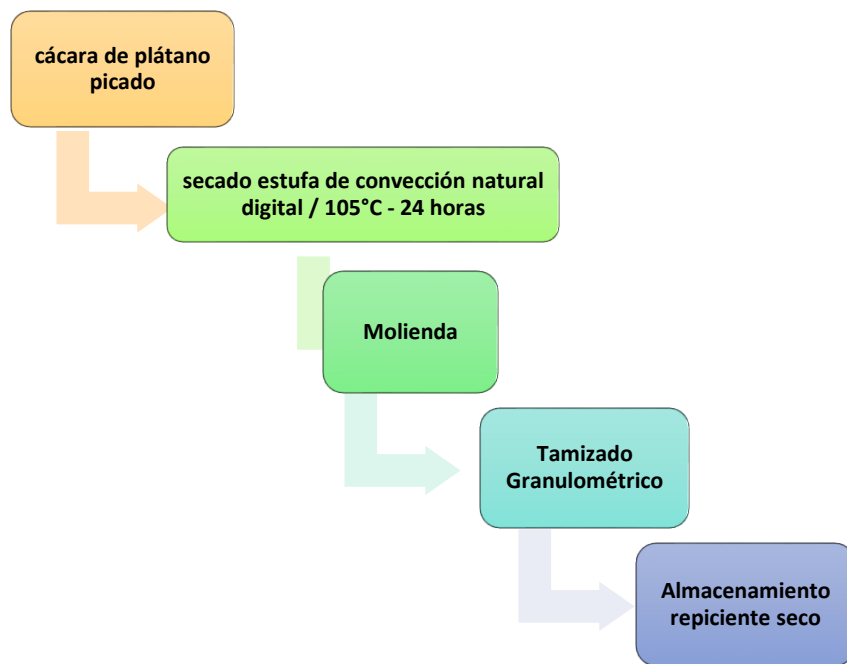 cácara de plátano
picado
secado estufa de convección natural
digital / 105°C - 24 horas
Molienda
Tamizado
Granulométrico
Almacenamiento
repiciente seco